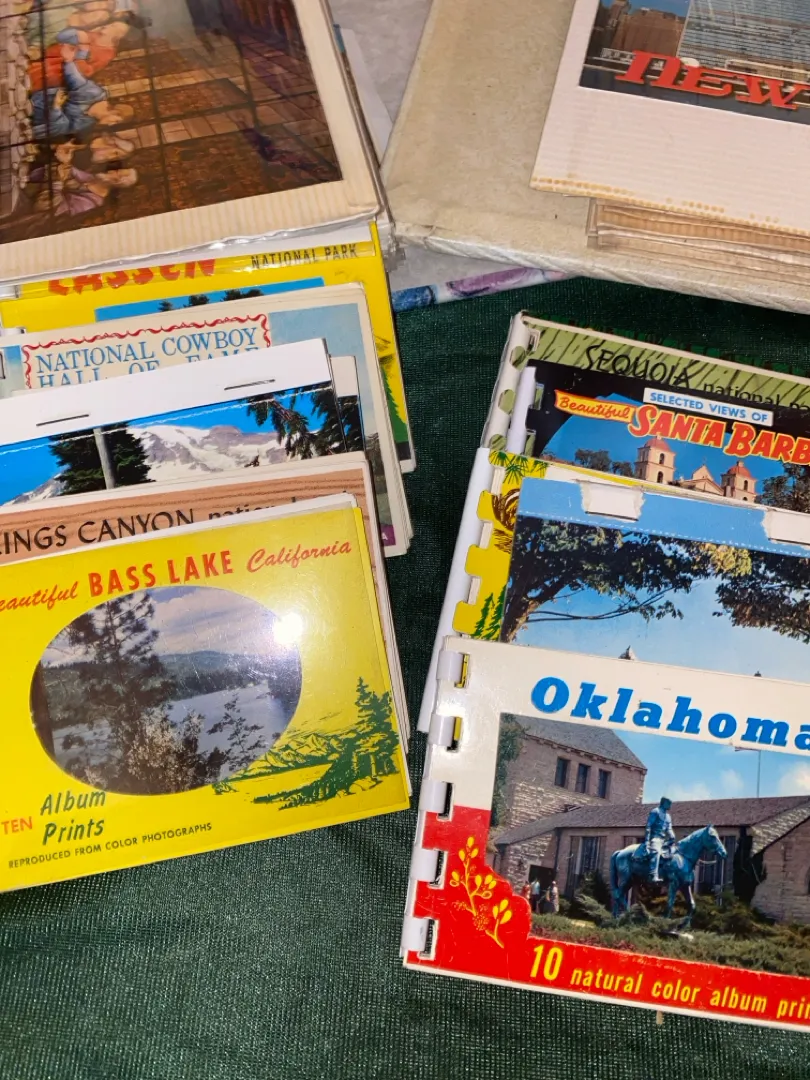 new
LASSEN
NATIONAL PARK
NATIONAL COWBOY
HALL OF FAME
INGS CANYON national
eautiful BASS LAKE California
TEN Album
Prints
REPRODUCED FROM COLOR PHOTOGRAPHS
SEQUOIA national
SELECTED VIEWS OF
Beautiful SANTA BARB
Oklahoma
10 natural color album prin